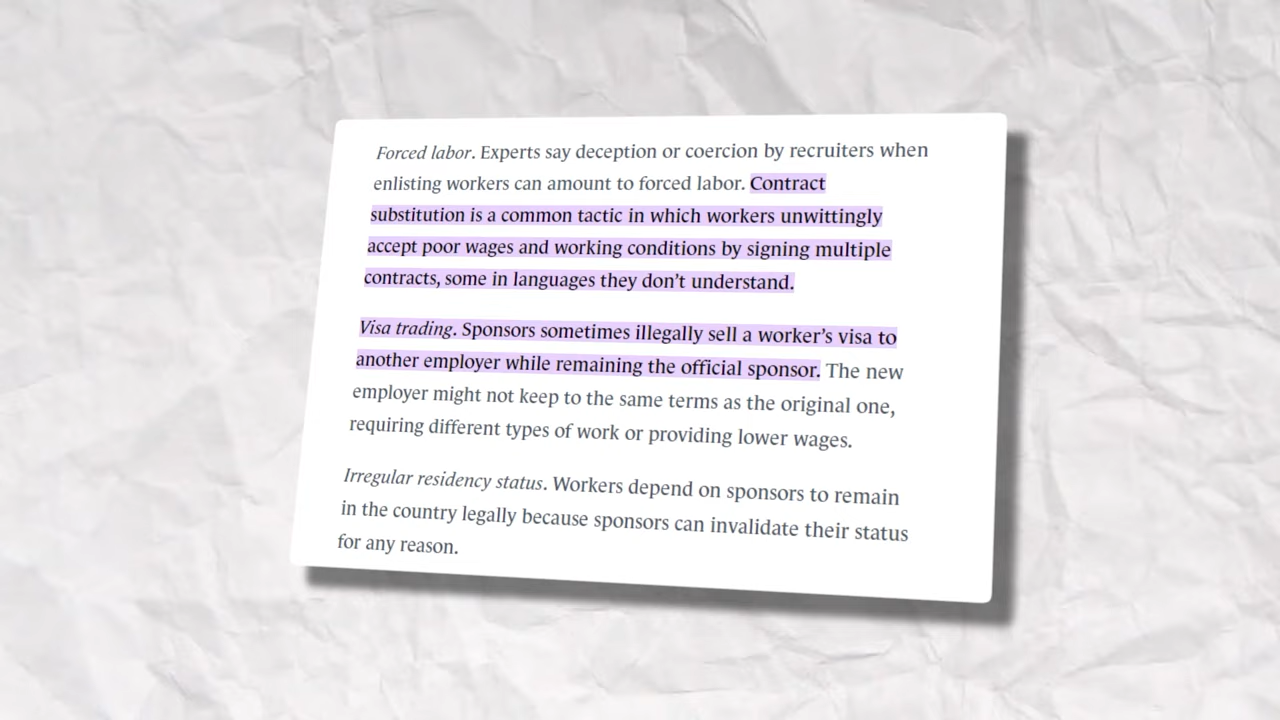 Forced labor. Experts say deception or coercion by recruiters when
enlisting workers can amount to forced labor. Contract
substitution is a common tactic in which workers unwittingly
accept poor wages and working conditions by signing multiple
contracts, some in languages they don’t understand.
Visa trading. Sponsors sometimes illegally sell a worker’s visa to
another employer while remaining the official sponsor. The new
employer might not keep to the same terms as the original one,
requiring different types of work or providing lower wages.
Irregular residency status. Workers depend on sponsors to remain
in the country legally because sponsors can invalidate their status
for any reason.